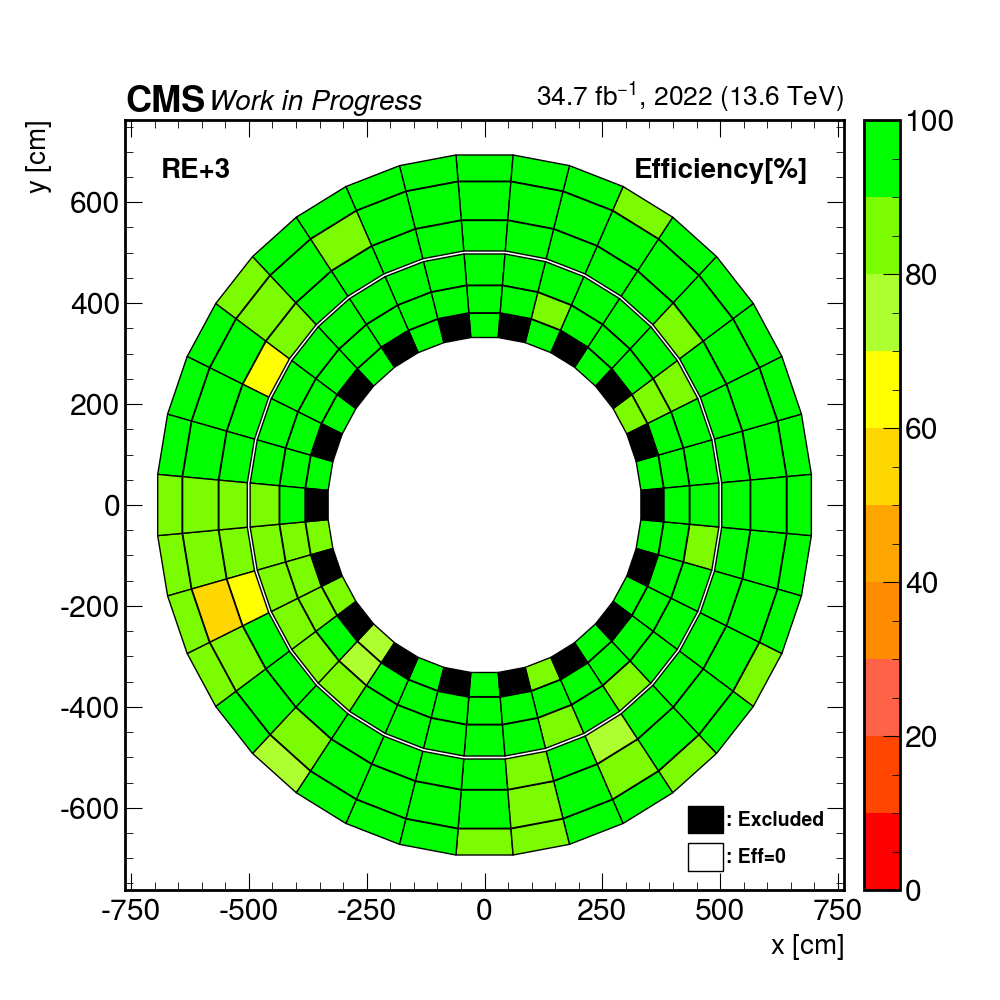 CMS Work in Progress 34.7 fb⁻¹, 2022 (13.6 TeV)
y [cm]
RE+3 Efficiency[%]
600
400
200
0
-200
-400
-600
-750 -500 -250 0 250 500 750
x [cm]
100
80
60
40
20
0
: Excluded
: Eff=0